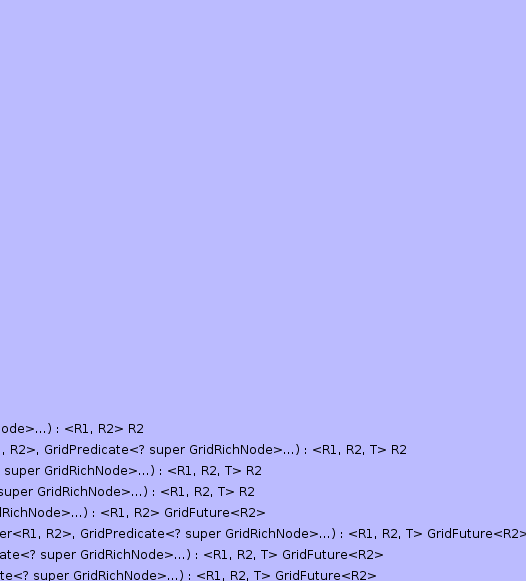 ode>...) : <R1, R2> R2
, R2>, GridPredicate<? super GridRichNode>...) : <R1, R2, T> R2
super GridRichNode>...) : <R1, R2, T> R2
super GridRichNode>...) : <R1, R2, T> R2
dRichNode>...) : <R1, R2> GridFuture<R2>
er<R1, R2>, GridPredicate<? super GridRichNode>...) : <R1, R2, T> GridFuture<R2>
ate<? super GridRichNode>...) : <R1, R2, T> GridFuture<R2>
te<? super GridRichNode>...) : <R1, R2, T> GridFuture<R2>